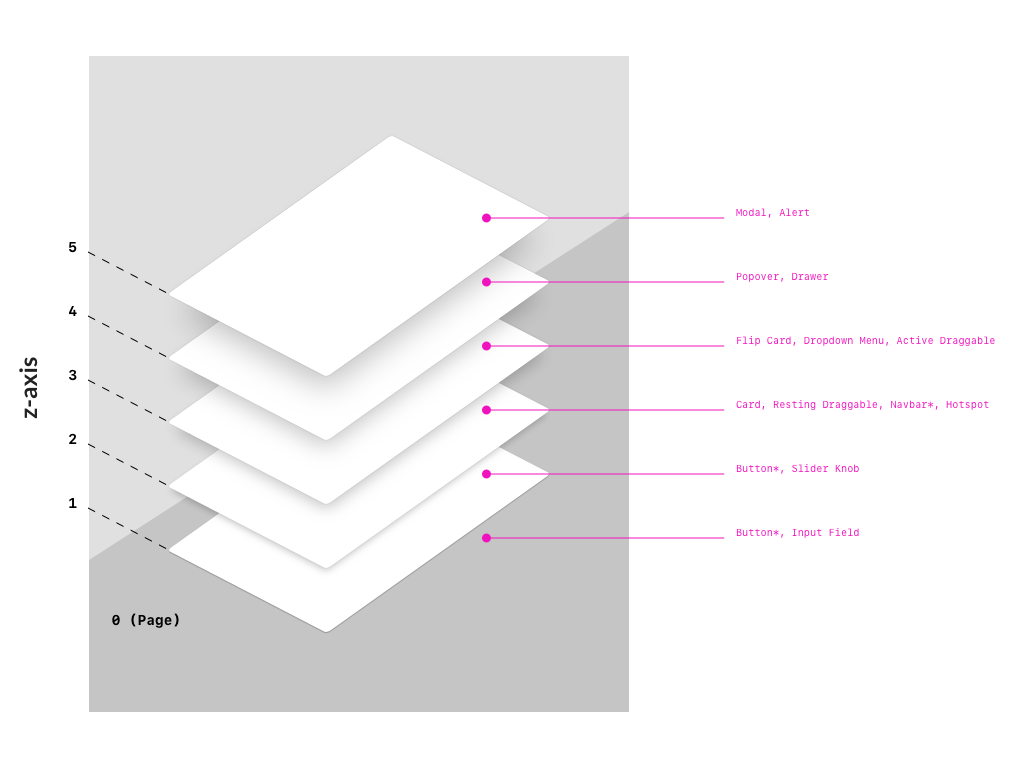 Modal, Alert
5
Popover, Drawer
4
Flip Card, Dropdown Menu, Active Draggable
3
z-axis
Card, Resting Draggable, Navbar*, Hotspot
2
Button*, Slider Knob
1
Button*, Input Field
0 (Page)